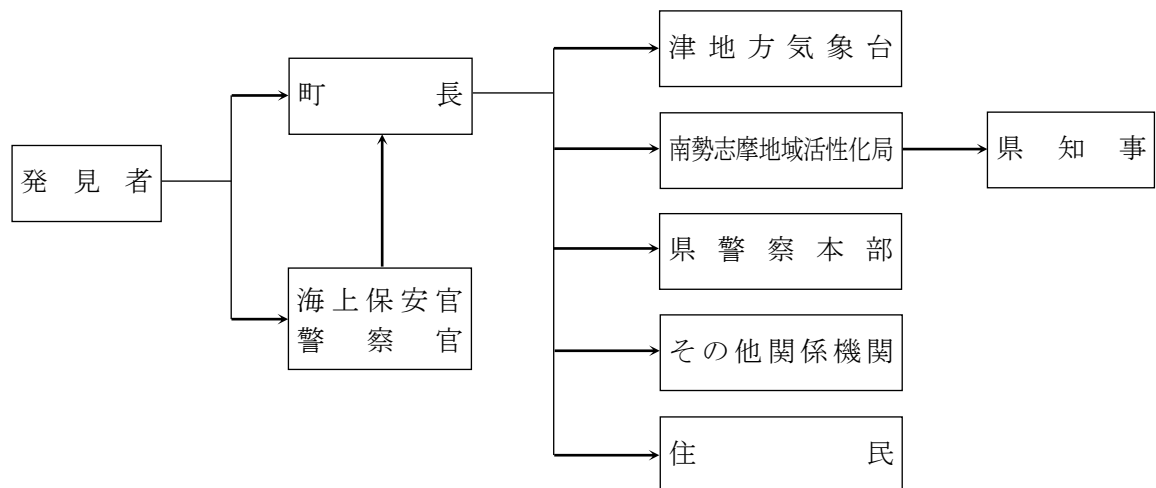 発見者
町長
海上保安官
警察官
津地方気象台
南勢志摩地域活性化局
県知事
県警察本部
その他関係機関
住民